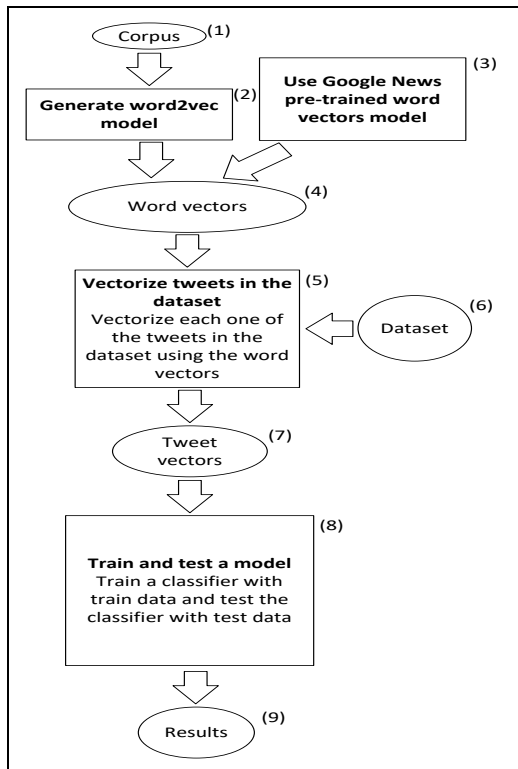 Corpus
(1)
Generate word2vec
model
(2)
Use Google News
pre-trained word
vectors model
(3)
Word vectors
(4)
Vectorize tweets in the
dataset
Vectorize each one of
the tweets in the
dataset using the word
vectors
(5)
Dataset
(6)
Tweet
vectors
(7)
Train and test a model
Train a classifier with
train data and test the
classifier with test data
(8)
Results
(9)